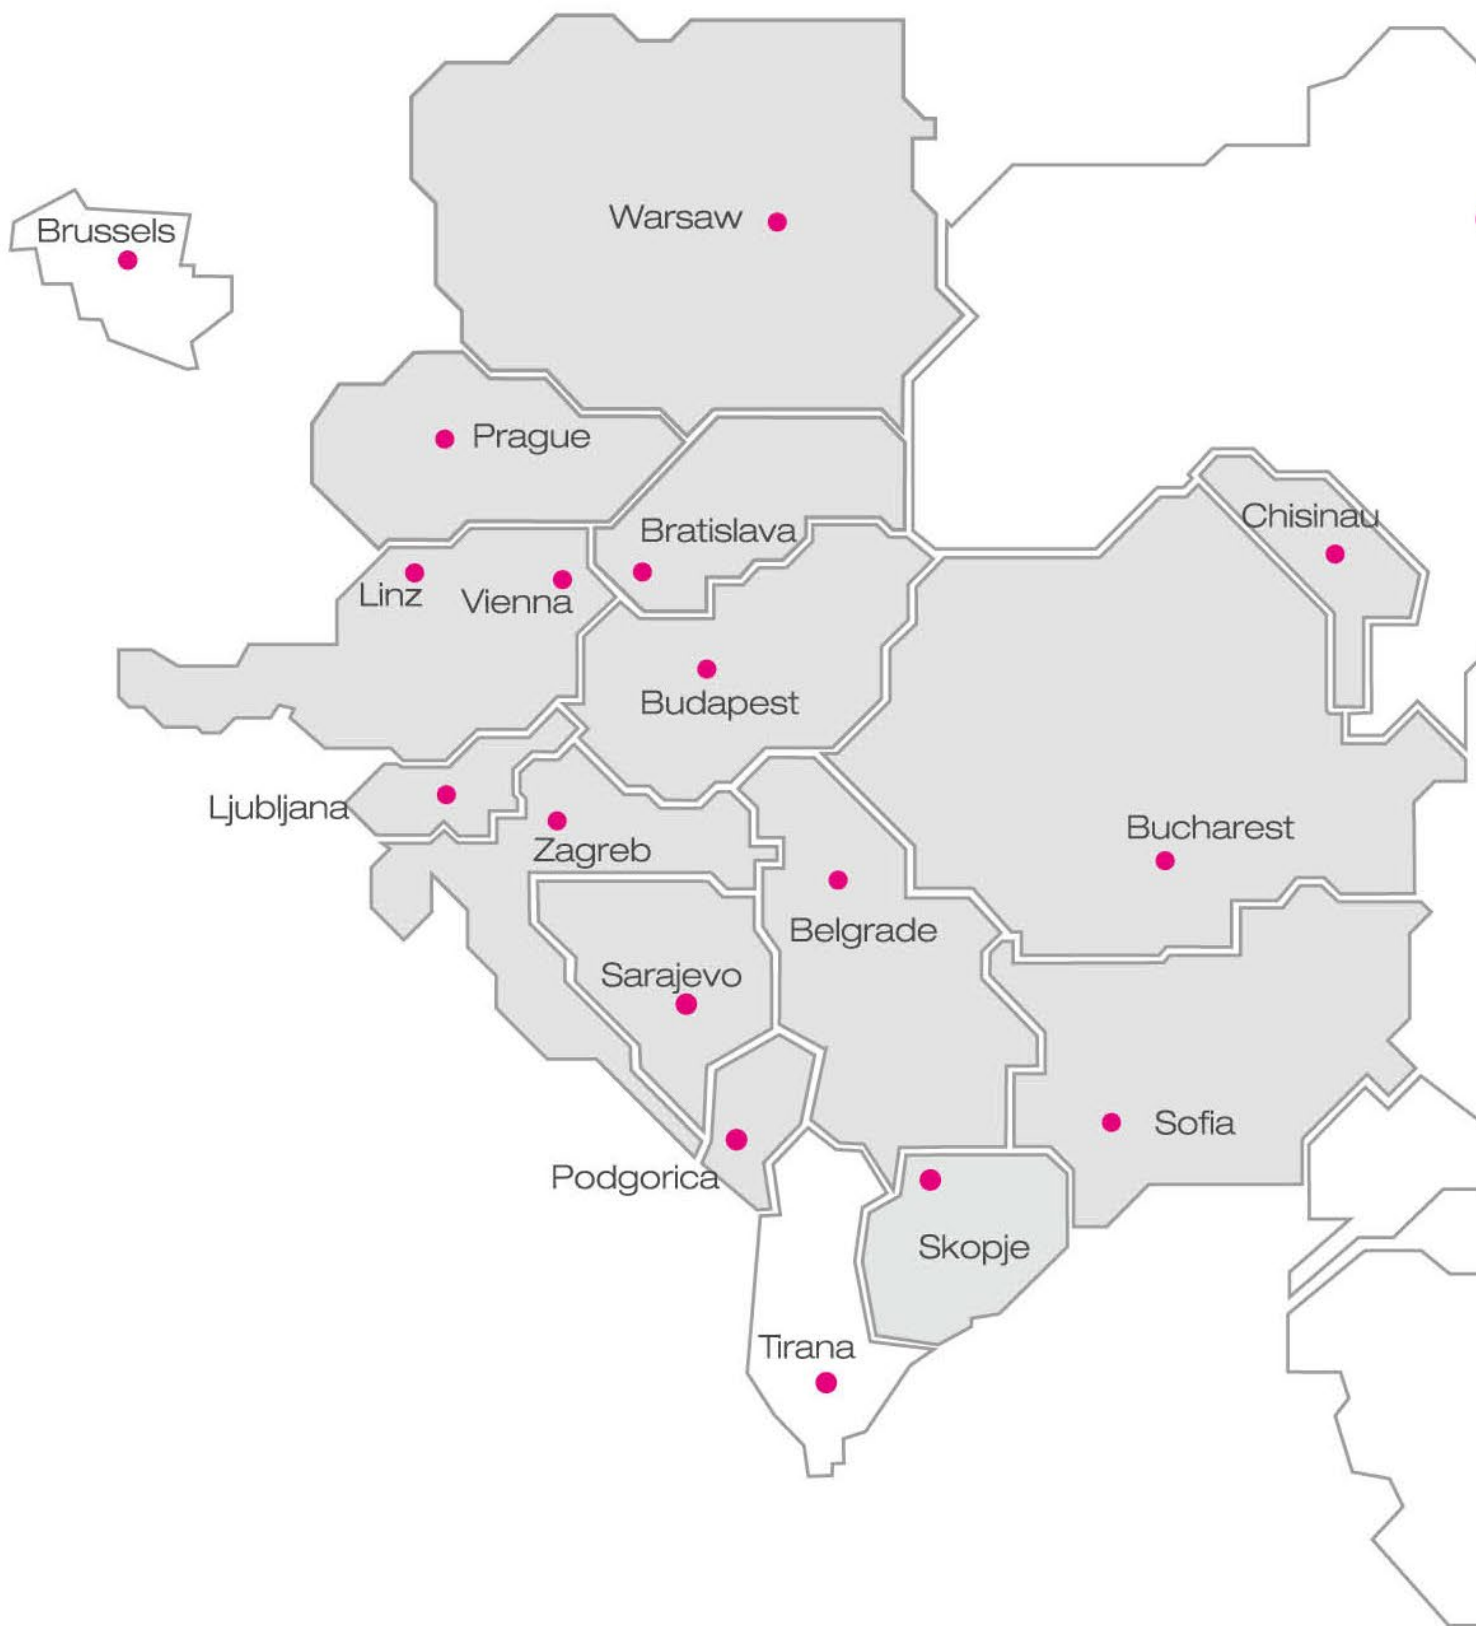 Warsaw
Brussels
Prague
Chisinau
Bratislava
Linz
Vienna
Budapest
Ljubljana
Bucharest
Zagreb
Belgrade
Sarajevo
Sofia
Podgorica
Skopje
Tirana